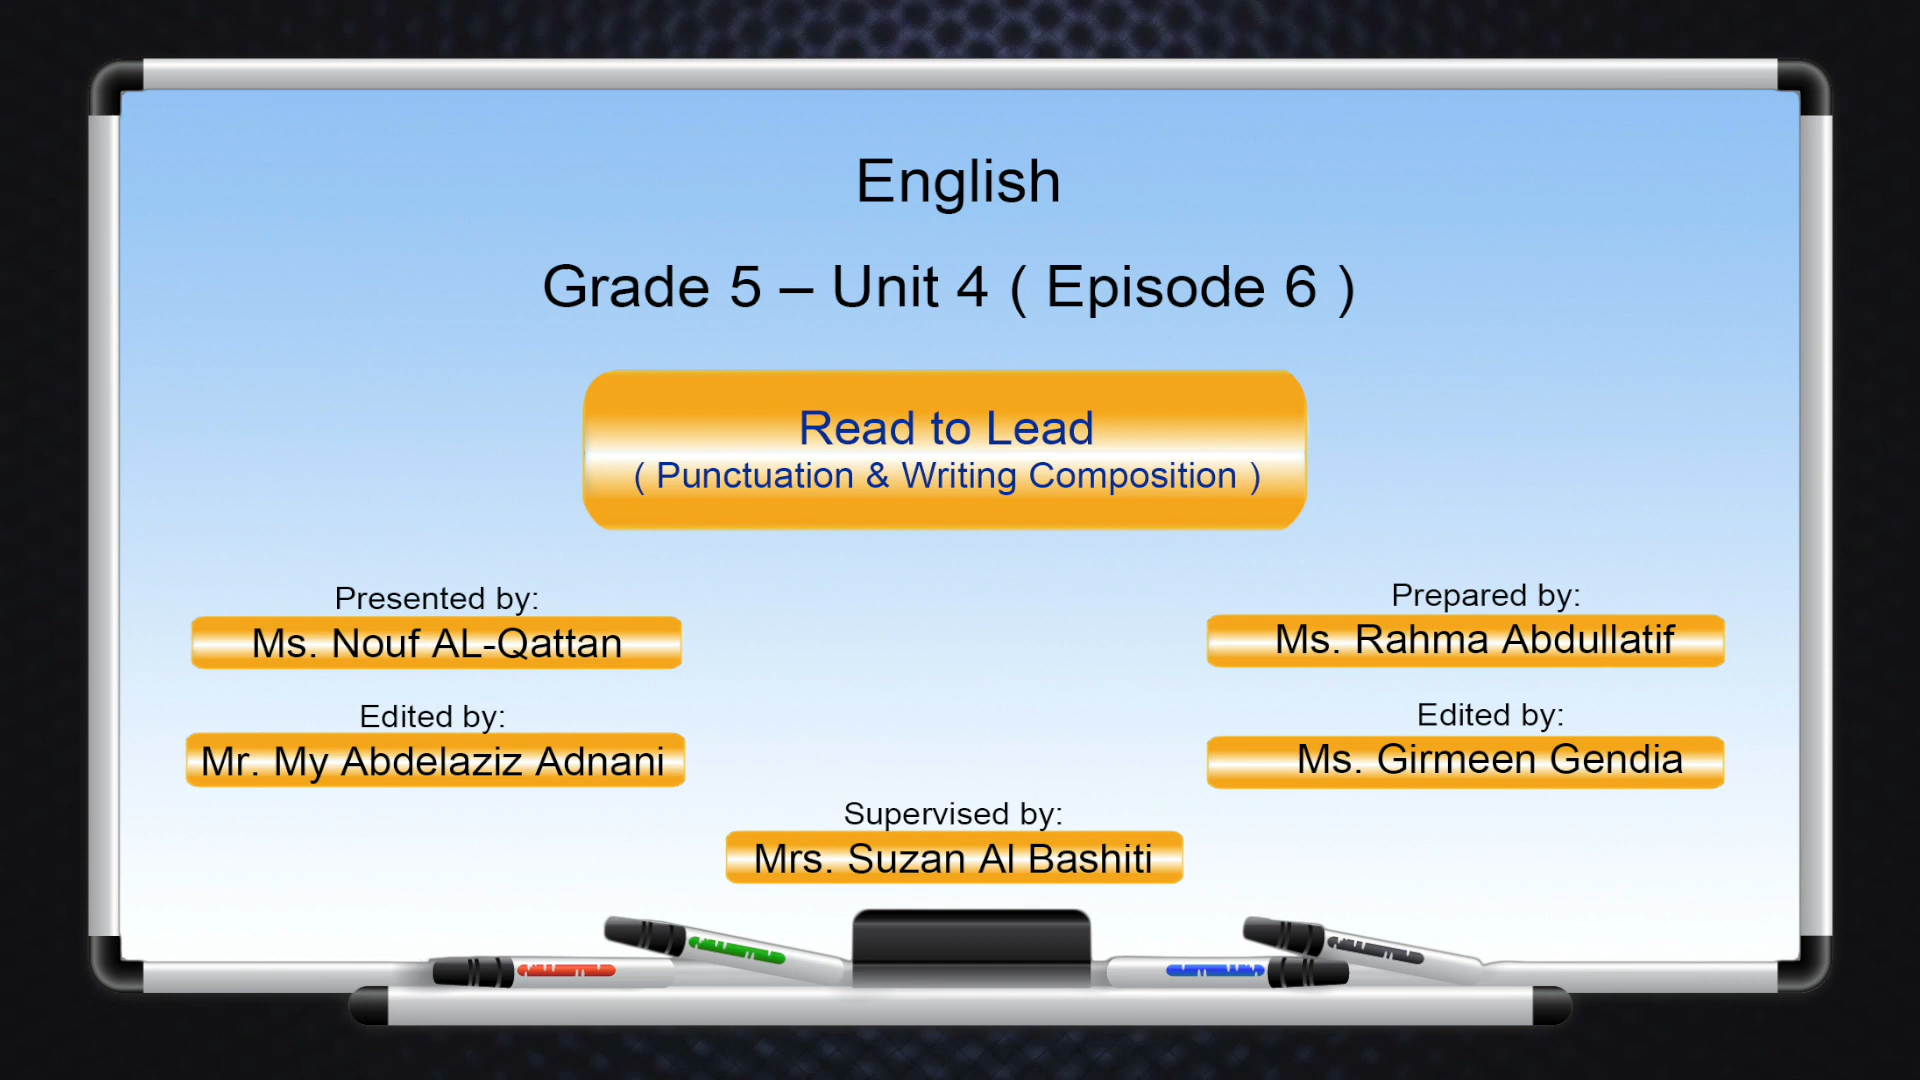 English
Grade 5 – Unit 4 ( Episode 6 )
Read to Lead
( Punctuation & Writing Composition )
Presented by:
Ms. Nouf AL-Qattan
Prepared by:
Ms. Rahma Abdullatif
Edited by:
Mr. My Abdelaziz Adnani
Edited by:
Ms. Girmeen Gendia
Supervised by:
Mrs. Suzan Al Bashiti